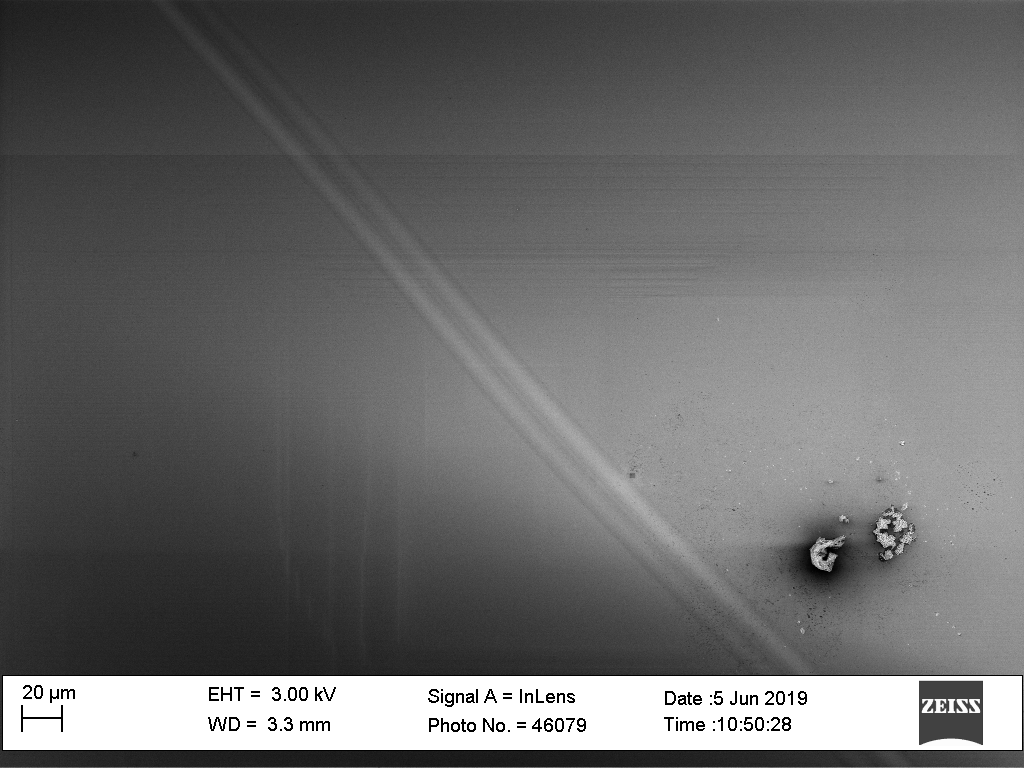 20 µm
EHT = 3.00 kV
WD = 3.3 mm
Signal A = InLens
Photo No. = 46079
Date :5 Jun 2019
Time :10:50:28
ZEISS